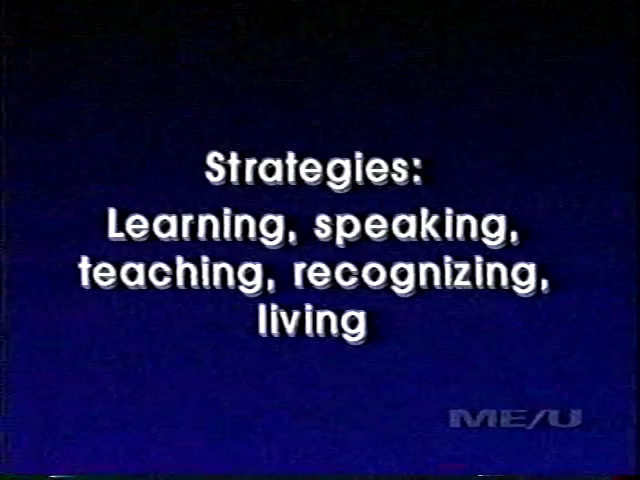 Strategies:
Learning, speaking,
teaching, recognizing,
living
ME/U